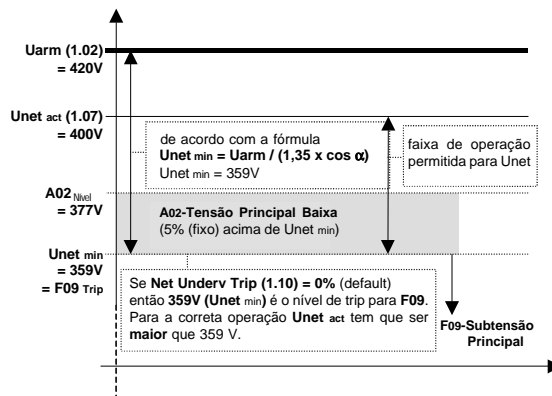 Uarm (1.02)
= 420V
Unet act (1.07)
= 400V
de acordo com a fórmula
Unet min = Uarm / (1,35 x cos α)
Unet min = 359V
faixa de operação
permitida para Unet
A02 Nivel
= 377V
A02-Tensão Principal Baixa
(5% (fixo) acima de Unet min)
Unet min
= 359V
= F09 Trip
Se Net Underv Trip (1.10) = 0% (default)
então 359V (Unet min) é o nível de trip para F09.
Para a correta operação Unet act tem que ser
maior que 359 V.
F09-Subtensão
Principal